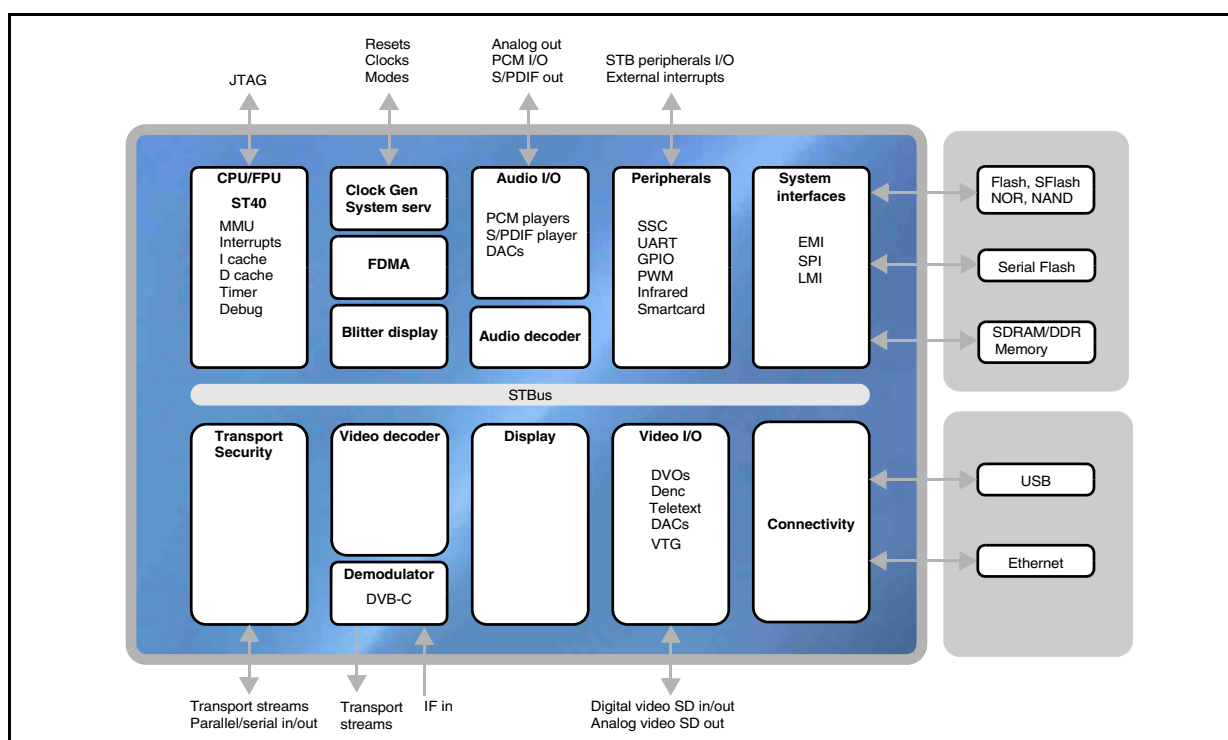 JTAG
Resets
Clocks
Modes
Analog out
PCM I/O
S/PDIF out
STB peripherals I/O
External interrupts
CPU/FPU
ST40
MMU
Interrupts
I cache
D cache
Timer
Debug
Clock Gen
System serv
FDMA
Blitter display
Audio I/O
PCM players
S/PDIF player
DACs
Audio decoder
Peripherals
SSC
UART
GPIO
PWM
Infrared
Smartcard
System
interfaces
EMI
SPI
LMI
Flash, SFlash
NOR, NAND
Serial Flash
SDRAM/DDR
Memory
STBus
Transport
Security
Video decoder
Demodulator
DVB-C
Display
Video I/O
DVOs
Denc
Teletext
DACs
VTG
Connectivity
USB
Ethernet
Transport streams
Parallel/serial in/out
Transport
streams
IF in
Digital video SD in/out
Analog video SD out